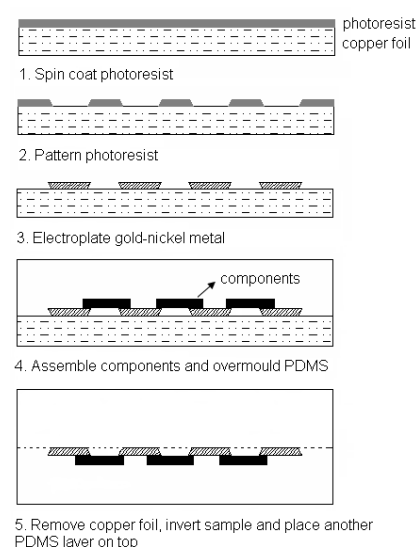 photoresist
copper foil
1. Spin coat photoresist
2. Pattern photoresist
3. Electroplate gold-nickel metal
components
4. Assemble components and overmould PDMS
5. Remove copper foil, invert sample and place another
PDMS layer on top